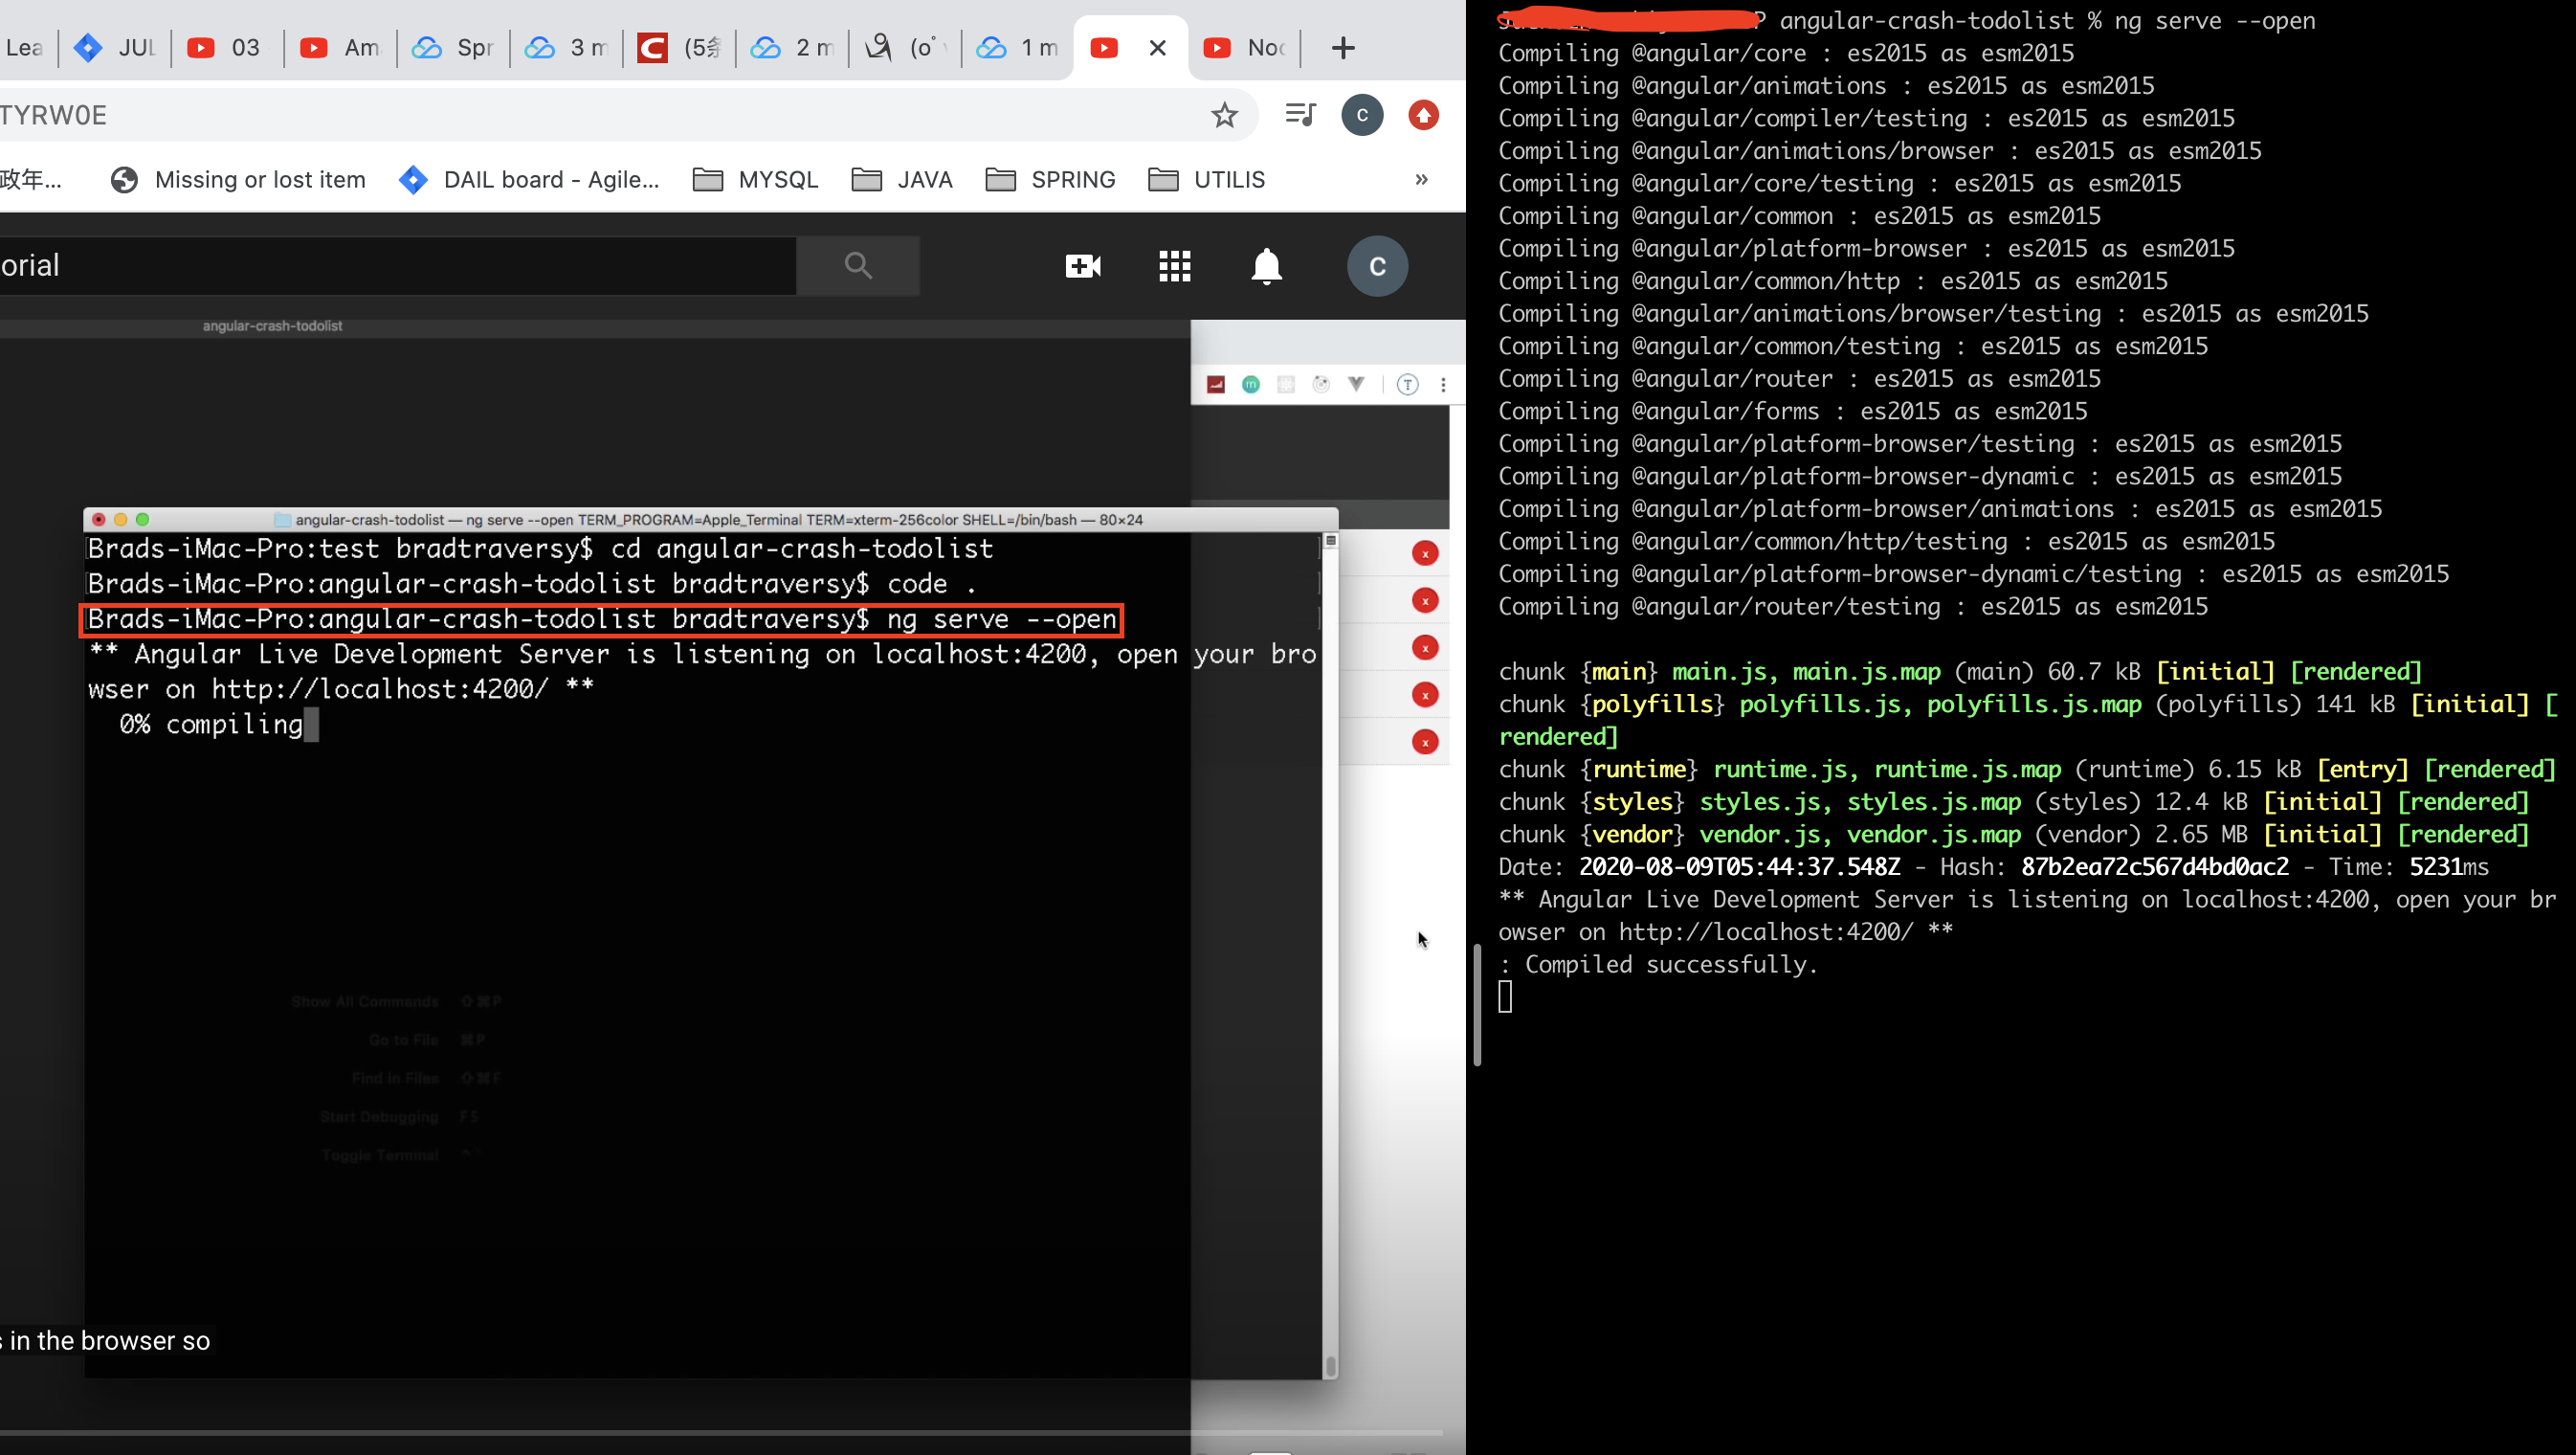 Lea
JUL
03
Am
Spr
3 m
(5条
2 m
(o°
1 m
Noc
TYRW0E
政年...
Missing or lost item
DAIL board - Agile...
MYSQL
JAVA
SPRING
UTILIS
»
orial
C
C
angular-crash-todolist
angular-crash-todolist — ng serve --open TERM_PROGRAM=Apple_Terminal TERM=xterm-256color SHELL=/bin/bash — 80×24
Brads-iMac-Pro:test bradtraversy$ cd angular-crash-todolist
Brads-iMac-Pro:angular-crash-todolist bradtraversy$ code .
Brads-iMac-Pro:angular-crash-todolist bradtraversy$ ng serve --open
** Angular Live Development Server is listening on localhost:4200, open your bro
wser on http://localhost:4200/ **
0% compiling
Show All Commands ⇧⌘P
Go to File ⌘P
Find in Files ⇧⌘F
Start Debugging F5
Toggle Terminal ^`
x
x
x
x
x
s in the browser so
P angular-crash-todolist % ng serve --open
Compiling @angular/core : es2015 as esm2015
Compiling @angular/animations : es2015 as esm2015
Compiling @angular/compiler/testing : es2015 as esm2015
Compiling @angular/animations/browser : es2015 as esm2015
Compiling @angular/core/testing : es2015 as esm2015
Compiling @angular/common : es2015 as esm2015
Compiling @angular/platform-browser : es2015 as esm2015
Compiling @angular/common/http : es2015 as esm2015
Compiling @angular/animations/browser/testing : es2015 as esm2015
Compiling @angular/common/testing : es2015 as esm2015
Compiling @angular/router : es2015 as esm2015
Compiling @angular/forms : es2015 as esm2015
Compiling @angular/platform-browser/testing : es2015 as esm2015
Compiling @angular/platform-browser-dynamic : es2015 as esm2015
Compiling @angular/platform-browser/animations : es2015 as esm2015
Compiling @angular/common/http/testing : es2015 as esm2015
Compiling @angular/platform-browser-dynamic/testing : es2015 as esm2015
Compiling @angular/router/testing : es2015 as esm2015
chunk {main} main.js, main.js.map (main) 60.7 kB [initial] [rendered]
chunk {polyfills} polyfills.js, polyfills.js.map (polyfills) 141 kB [initial] [
rendered]
chunk {runtime} runtime.js, runtime.js.map (runtime) 6.15 kB [entry] [rendered]
chunk {styles} styles.js, styles.js.map (styles) 12.4 kB [initial] [rendered]
chunk {vendor} vendor.js, vendor.js.map (vendor) 2.65 MB [initial] [rendered]
Date: 2020-08-09T05:44:37.548Z - Hash: 87b2ea72c567d4bd0ac2 - Time: 5231ms
** Angular Live Development Server is listening on localhost:4200, open your br
owser on http://localhost:4200/ **
: Compiled successfully.